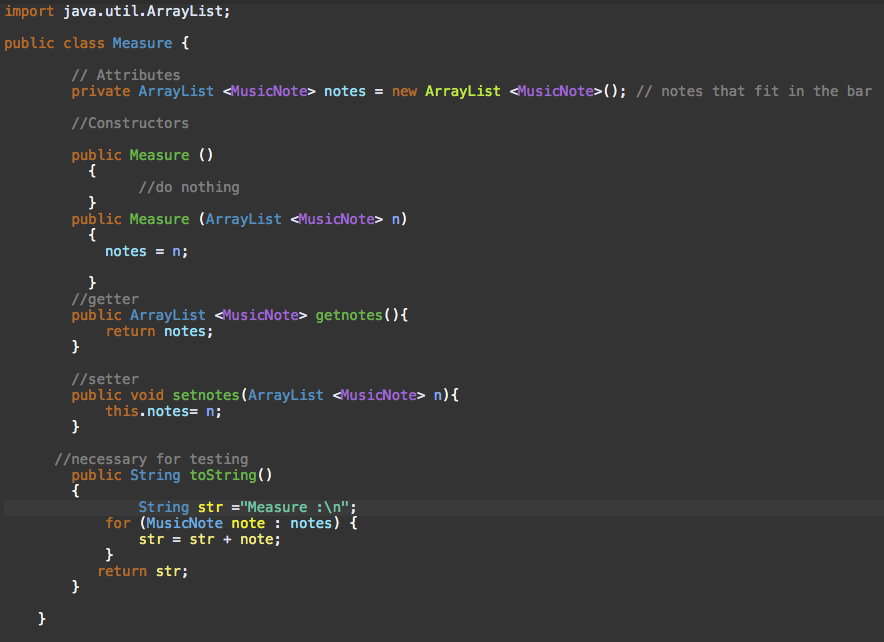 import java.util.ArrayList;
public class Measure {
// Attributes
private ArrayList <MusicNote> notes = new ArrayList <MusicNote>(); // notes that fit in the bar
//Constructors
public Measure ()
{
//do nothing
}
public Measure (ArrayList <MusicNote> n)
{
notes = n;
}
//getter
public ArrayList <MusicNote> getnotes(){
return notes;
}
//setter
public void setnotes(ArrayList <MusicNote> n){
this.notes= n;
}
//necessary for testing
public String toString()
{
String str ="Measure :\n";
for (MusicNote note : notes) {
str = str + note;
}
return str;
}
}